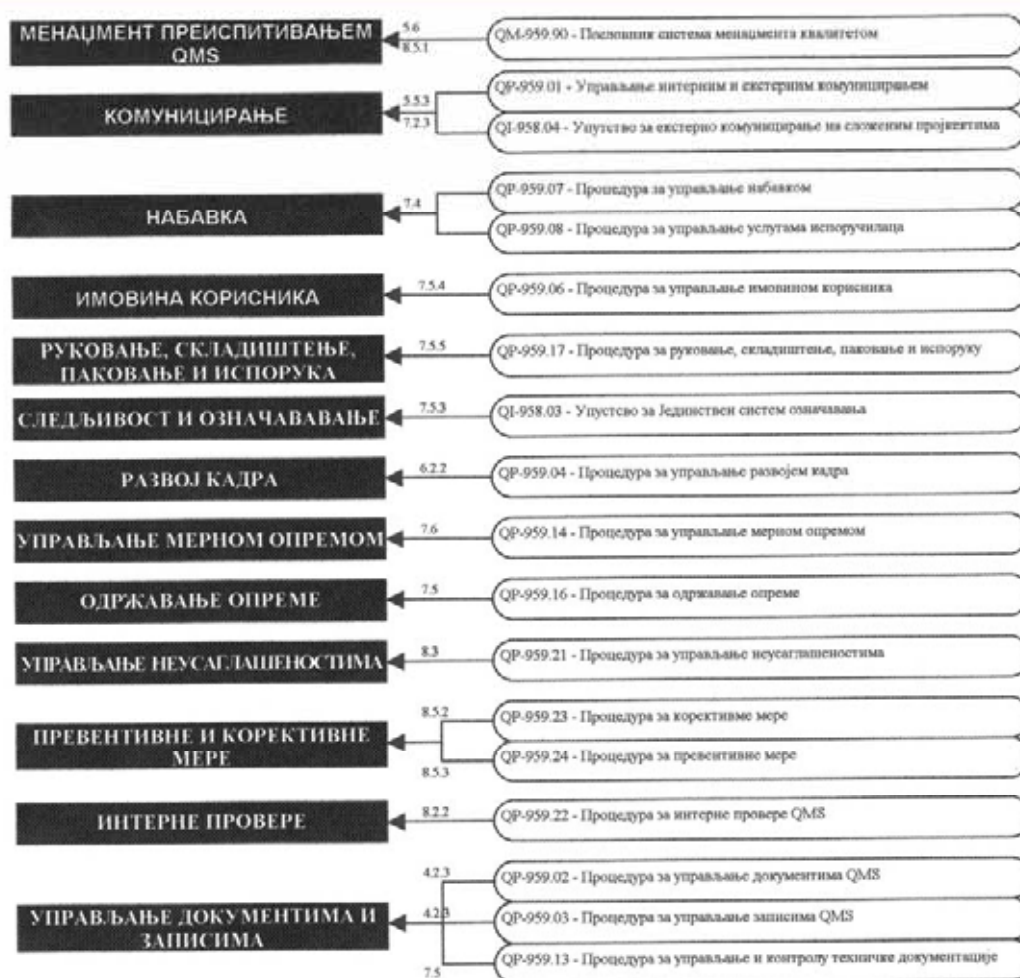 МЕНАЏМЕНТ ПРЕИСПИТИВАЊЕМ
QMS
5.6
8.5.1
QM-959.90 - Пословник система менаџмента квалитетом
КОМУНИЦИРАЊЕ
5.5.3
7.2.3
QP-959.01 - Управљање интерним и екстерним комуницирањем
QI-958.04 - Упутство за екстерно комуницирање на сложеним пројектима
НАБАВКА
7.4
QP-959.07 - Процедура за управљање набавком
QP-959.08 - Процедура за управљање услугама испоручилаца
ИМОВИНА КОРИСНИКА
7.5.4
QP-959.06 - Процедура за управљање имовином корисника
РУКОВАЊЕ, СКЛАДИШТЕЊЕ,
ПАКОВАЊЕ И ИСПОРУКА
7.5.5
QP-959.17 - Процедура за руковање, складиштење, паковање и испоруку
СЛЕДЉИВОСТ И ОЗНАЧАВАВАЊЕ
7.5.3
QI-958.03 - Упуство за Јединствен систем означавања
РАЗВОЈ КАДРА
6.2.2
QP-959.04 - Процедура за управљање развојем кадра
УПРАВЉАЊЕ МЕРНОМ ОПРЕМОМ
7.6
QP-959.14 - Процедура за управљање мерном опремом
ОДРЖАВАЊЕ ОПРЕМЕ
7.5
QP-959.16 - Процедура за одржавање опреме
УПРАВЉАЊЕ НЕУСАГЛАШЕНОСТИМА
8.3
QP-959.21 - Процедура за управљање неусаглашеностима
ПРЕВЕНТИВНЕ И КОРЕКТИВНЕ
МЕРЕ
8.5.2
8.5.3
QP-959.23 - Процедура за корективме мере
QP-959.24 - Процедура за превентивне мере
ИНТЕРНЕ ПРОВЕРЕ
8.2.2
QP-959.22 - Процедура за интерне провере QMS
УПРАВЉАЊЕ ДОКУМЕНТИМА И
ЗАПИСИМА
4.2.3
4.2.3
7.5
QP-959.02 - Процедура за управљање документима QMS
QP-959.03 - Процедура за управљање записима QMS
QP-959.13 - Процедура за управљање и контролу техничке документације